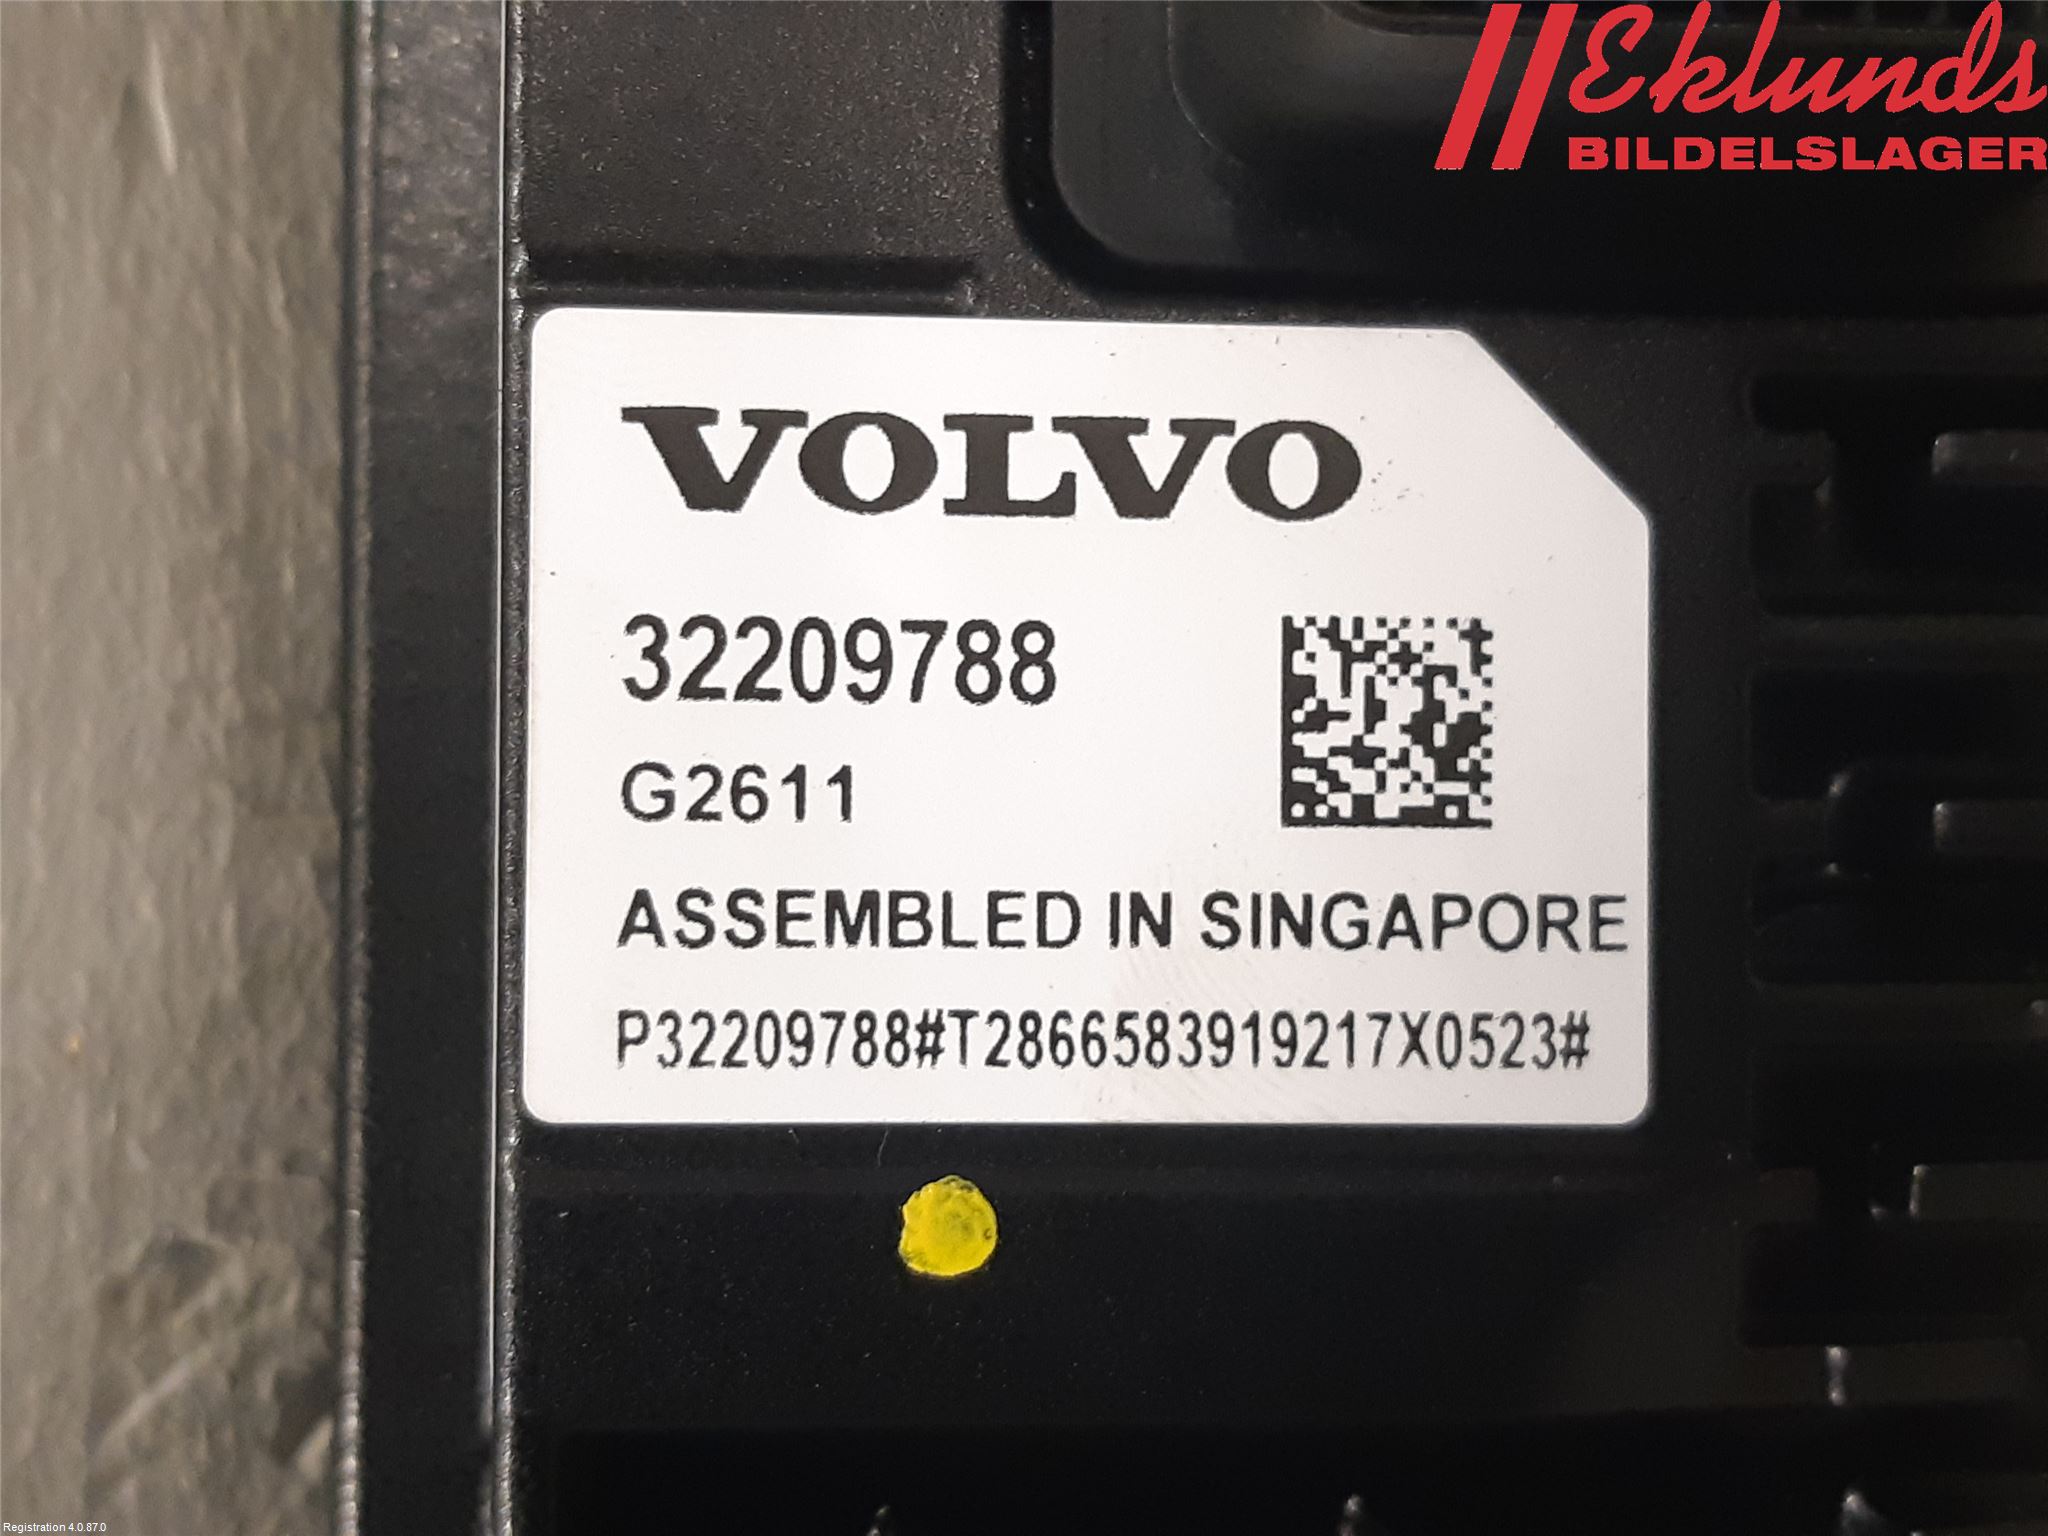 Eklunds
BILDELSLAGER
VOLVO
32209788
G2611
ASSEMBLED IN SINGAPORE
P32209788#T2866583919217X0523#
Registration 4.0.87.0